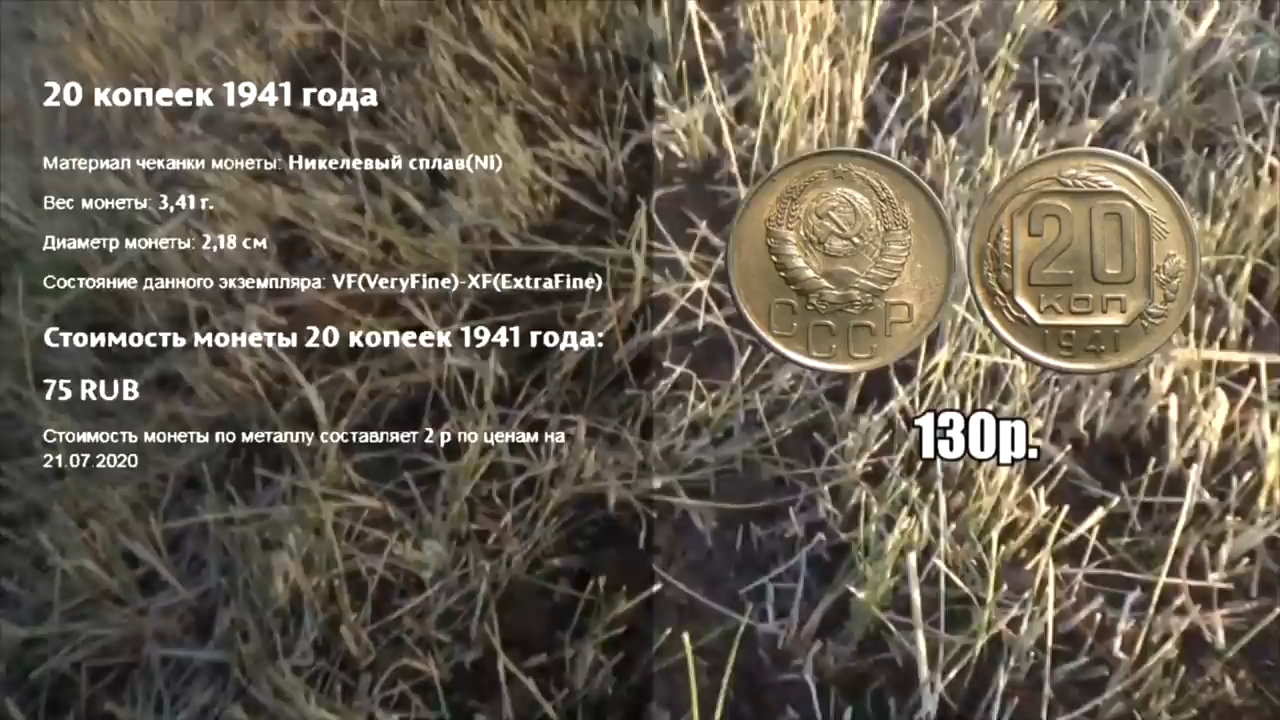 20 копеек 1941 года
Материал чеканки монеты: Никелевый сплав(Ni)
Вес монеты: 3,41 г.
Диаметр монеты: 2,18 см
Состояние данного экземпляра: VF(VeryFine)-XF(ExtraFine)
Стоимость монеты 20 копеек 1941 года:
75 RUB
Стоимость монеты по металлу составляет 2 р по ценам на
21.07.2020
СССР
20
КОП
1941
130р.